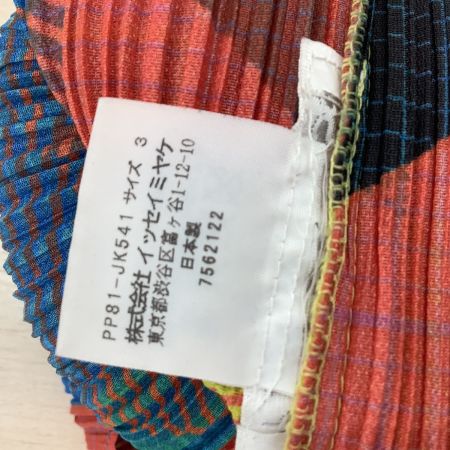 PP81-JK541 サイズ 3
株式会社 イッセイミヤケ
東京都渋谷区富ヶ谷1-12-10
日本製
7562122